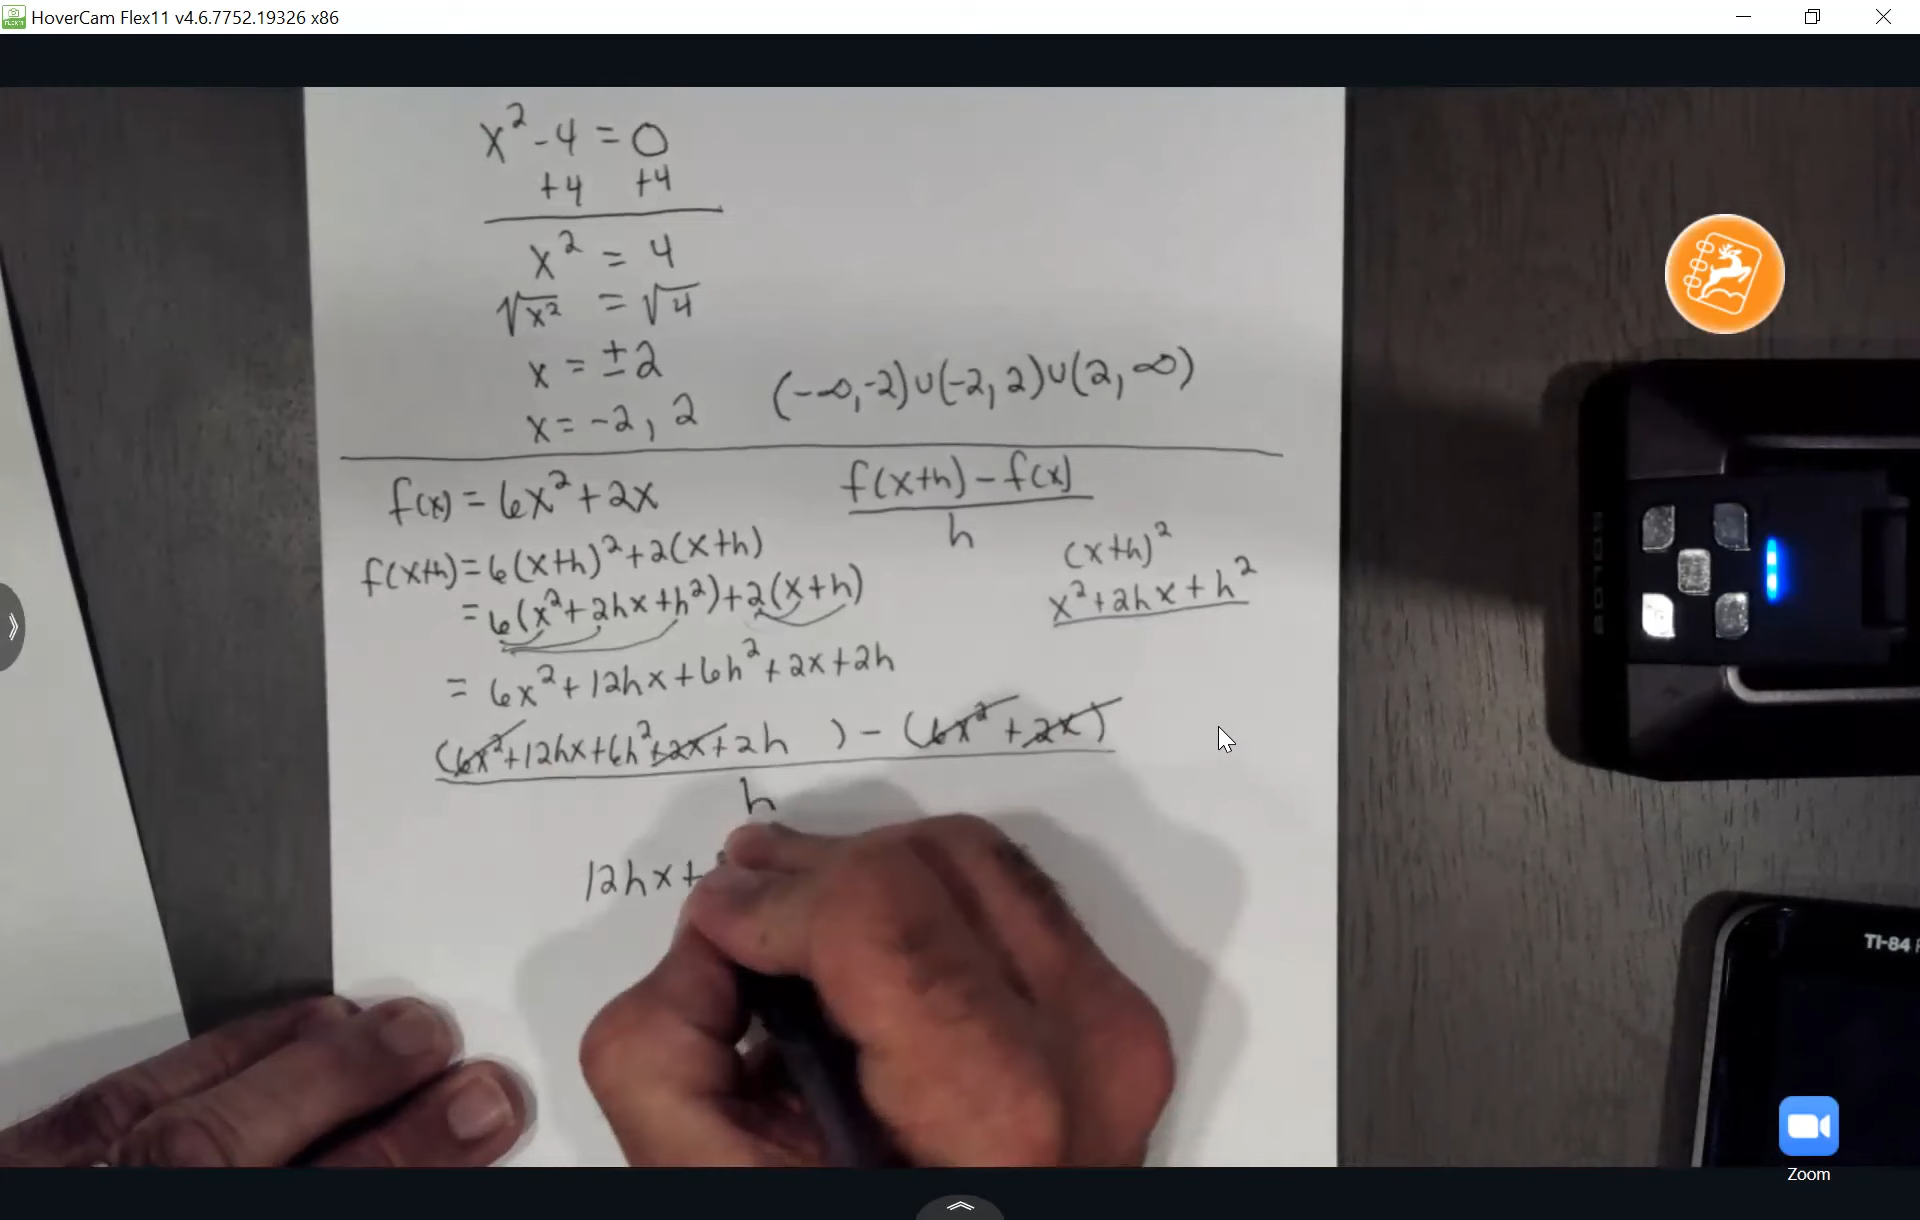 HoverCam Flex11 v4.6.7752.19326 x86
x² - 4 = 0
+4 +4
x² = 4
√x² = √4
x = ±2
x = -2, 2
(-∞,-2)∪(-2,2)∪(2,∞)
f(x) = 6x² + 2x
f(x+h) - f(x)
h
f(x+h) = 6(x+h)² + 2(x+h)
= 6(x² + 2hx + h²) + 2(x+h)
(x+h)²
x² + 2hx + h²
= 6x² + 12hx + 6h² + 2x + 2h
(6x² + 12hx + 6h² + 2x + 2h ) - (6x² + 2x)
h
12hx +
TI-84
Zoom